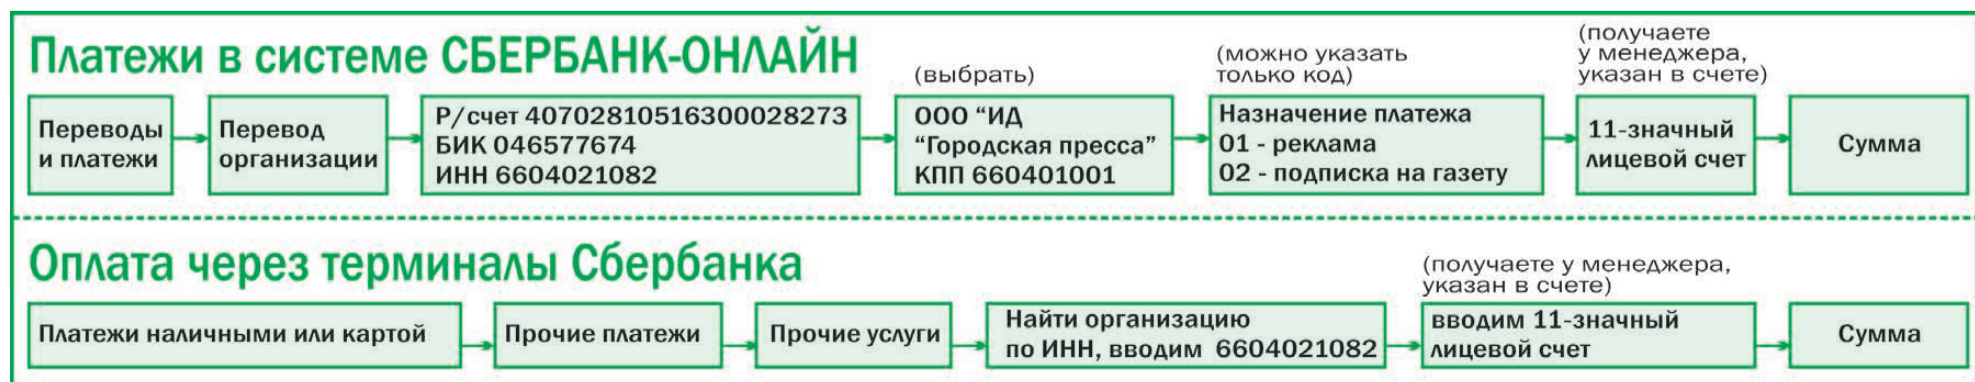 Платежи в системе СБЕРБАНК-ОНЛАЙН
Переводы
и платежи
Перевод
организации
Р/счет 40702810516300028273
БИК 046577674
ИНН 6604021082
(выбрать)
ООО “ИД
“Городская пресса”
КПП 660401001
(можно указать
только код)
Назначение платежа
01 - реклама
02 - подписка на газету
(получаете
у менеджера,
указан в счете)
11-значный
лицевой счет
Сумма
Оплата через терминалы Сбербанка
Платежи наличными или картой
Прочие платежи
Прочие услуги
Найти организацию
по ИНН, вводим 6604021082
(получаете у менеджера,
указан в счете)
вводим 11-значный
лицевой счет
Сумма